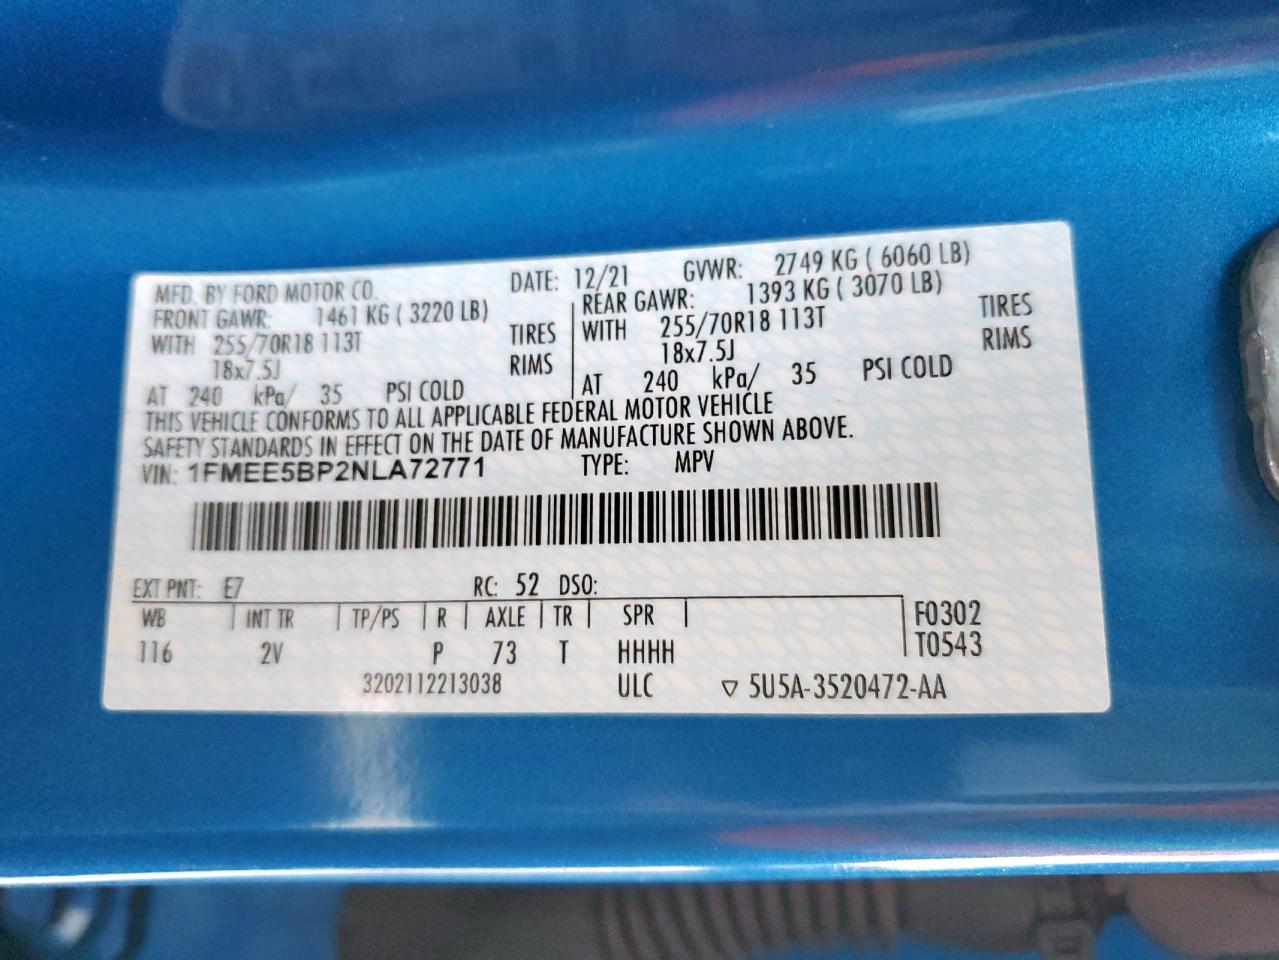 MFD. BY FORD MOTOR CO. DATE: 12/21 GVWR: 2749 KG ( 6060 LB)
FRONT GAWR: 1461 KG ( 3220 LB) REAR GAWR: 1393 KG ( 3070 LB)
WITH 255/70R18 113T TIRES WITH 255/70R18 113T TIRES
18x7.5J RIMS 18x7.5J RIMS
AT 240 kPa/ 35 PSI COLD AT 240 kPa/ 35 PSI COLD
THIS VEHICLE CONFORMS TO ALL APPLICABLE FEDERAL MOTOR VEHICLE
SAFETY STANDARDS IN EFFECT ON THE DATE OF MANUFACTURE SHOWN ABOVE.
VIN: 1FMEE5BP2NLA72771 TYPE: MPV
EXT PNT: E7 RC: 52 DSO:
WB INT TR TP/PS R AXLE TR SPR F0302
116 2V P 73 T HHHH T0543
3202112213038 ULC ▽ 5U5A-3520472-AA